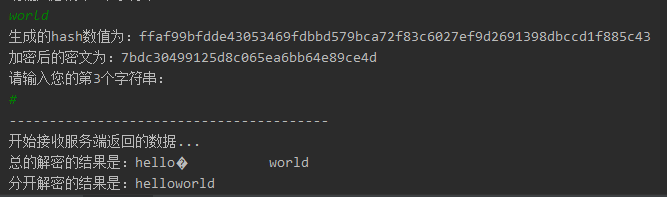 world
生成的hash数值为：ffaf99bfdde43053469fdbbd579bca72f83c6027ef9d2691398dbccd1f885c43
加密后的密文为：7bdc30499125d8c065ea6bb64e89ce4d
请输入您的第3个字符串：
#
----------------------------------------
开始接收服务端返回的数据...
总的解密的结果是：hello� world
分开解密的结果是：helloworld